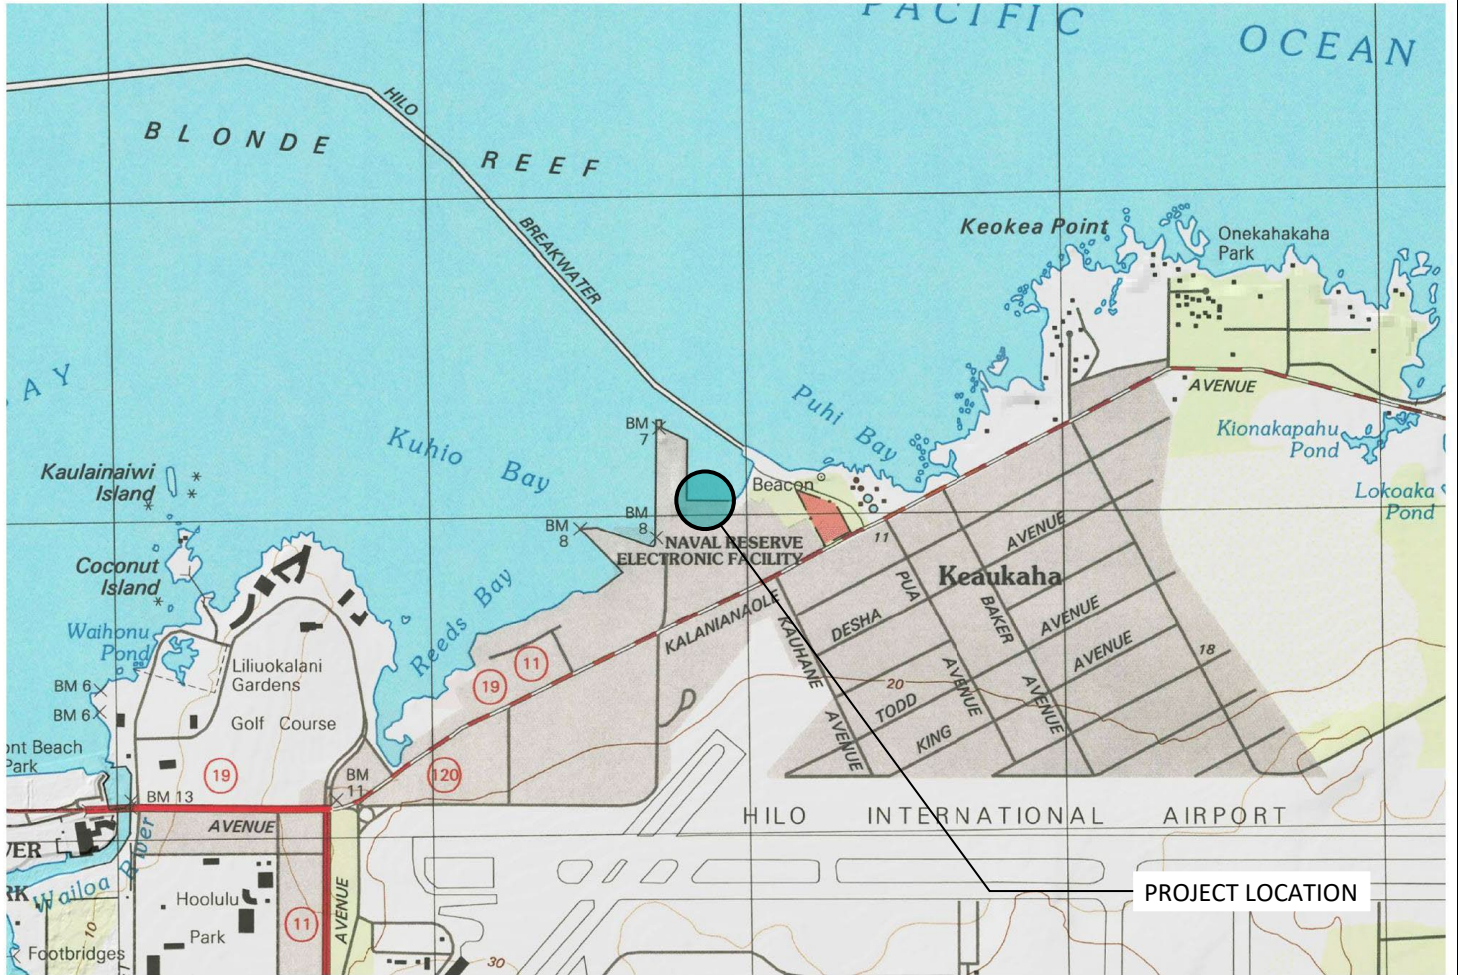 PACIFIC
OCEAN
HILO
BLONDE
REEF
BREAKWATER
Keokea Point
Onekahakaha
Park
AY
AVENUE
Puhi Bay
Kuhio Bay
BM
7
Kionakapahu
Pond
Kaulainaiwi
Island
Beacon
Lokoaka
Pond
BM
8
BM
8
NAVAL RESERVE
ELECTRONIC FACILITY
11
AVENUE
Coconut
Island
Keaukaha
PUA
BAKER
Reeds Bay
KALANIANAOLE
KAUHANE
DESHA
AVENUE
AVENUE
Waihonu
Pond
Liliuokalani
Gardens
19
11
18
20
AVENUE
AVENUE
BM 6
BM 6
Golf Course
TODD
KING
AVENUE
ont Beach
Park
19
BM
11
120
BM 13
HILO INTERNATIONAL AIRPORT
AVENUE
VER
RK
Wailoa River
PROJECT LOCATION
Hoolulu
Park
11
AVENUE
10
Footbridges
30